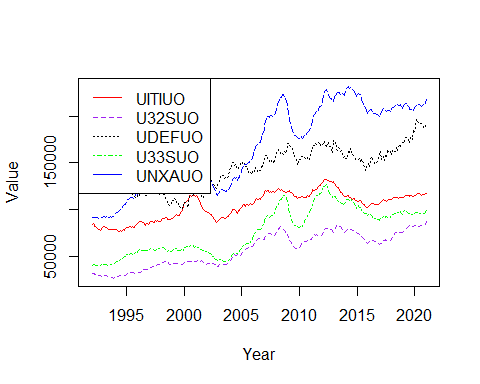 UITIUO
U32SUO
UDEFUO
U33SUO
UNXAUO
Value
50000
150000
1995
2000
2005
2010
2015
2020
Year